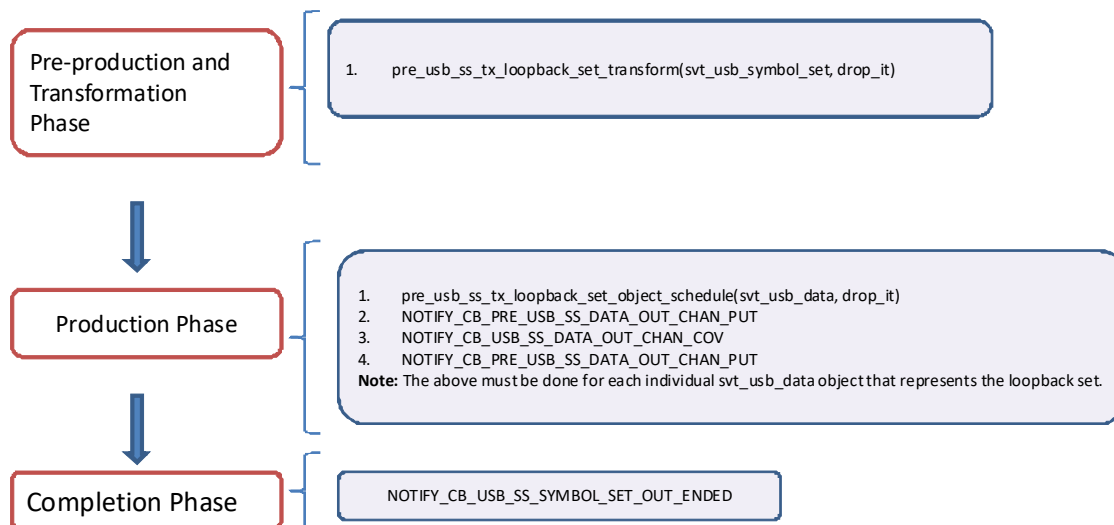 Pre-production and
Transformation
Phase
1. pre_usb_ss_tx_loopback_set_transform(svt_usb_symbol_set, drop_it)
Production Phase
1. pre_usb_ss_tx_loopback_set_object_schedule(svt_usb_data, drop_it)
2. NOTIFY_CB_PRE_USB_SS_DATA_OUT_CHAN_PUT
3. NOTIFY_CB_USB_SS_DATA_OUT_CHAN_COV
4. NOTIFY_CB_PRE_USB_SS_DATA_OUT_CHAN_PUT
Note: The above must be done for each individual svt_usb_data object that represents the loopback set.
Completion Phase
NOTIFY_CB_USB_SS_SYMBOL_SET_OUT_ENDED